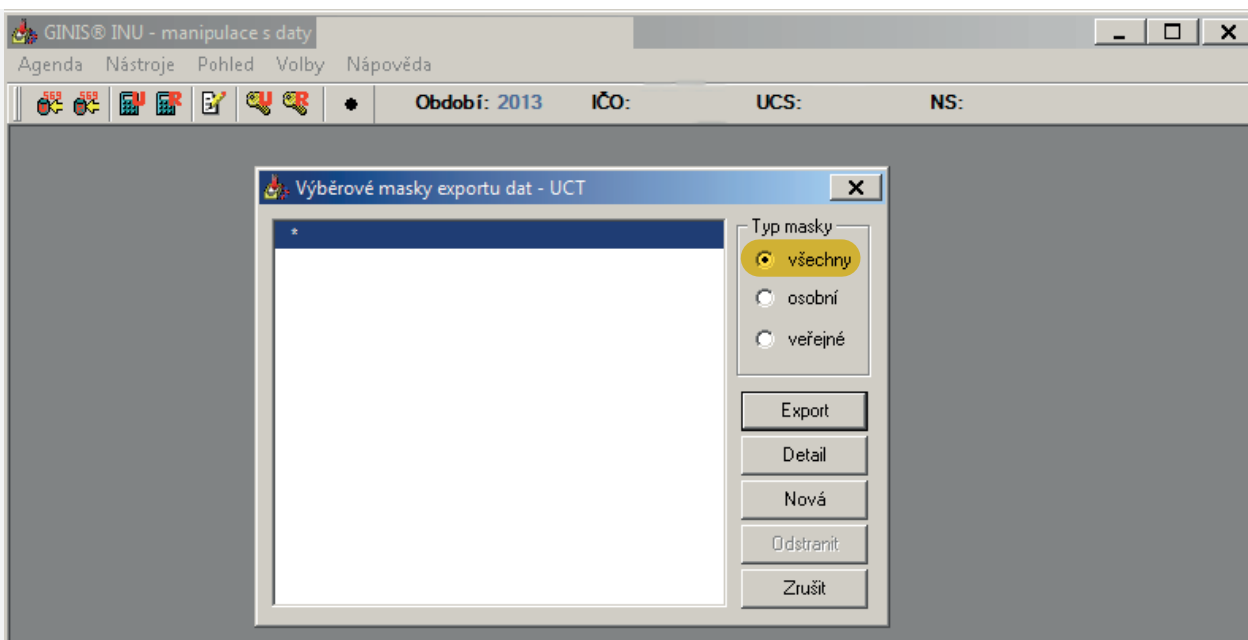 GINIS® INU - manipulace s daty
Agenda Nástroje Pohled Volby Nápověda
Období: 2013 IČO: UCS: NS:
Výběrové masky exportu dat - UCT
*
Typ masky
všechny
osobní
veřejné
Export
Detail
Nová
Odstranit
Zrušit